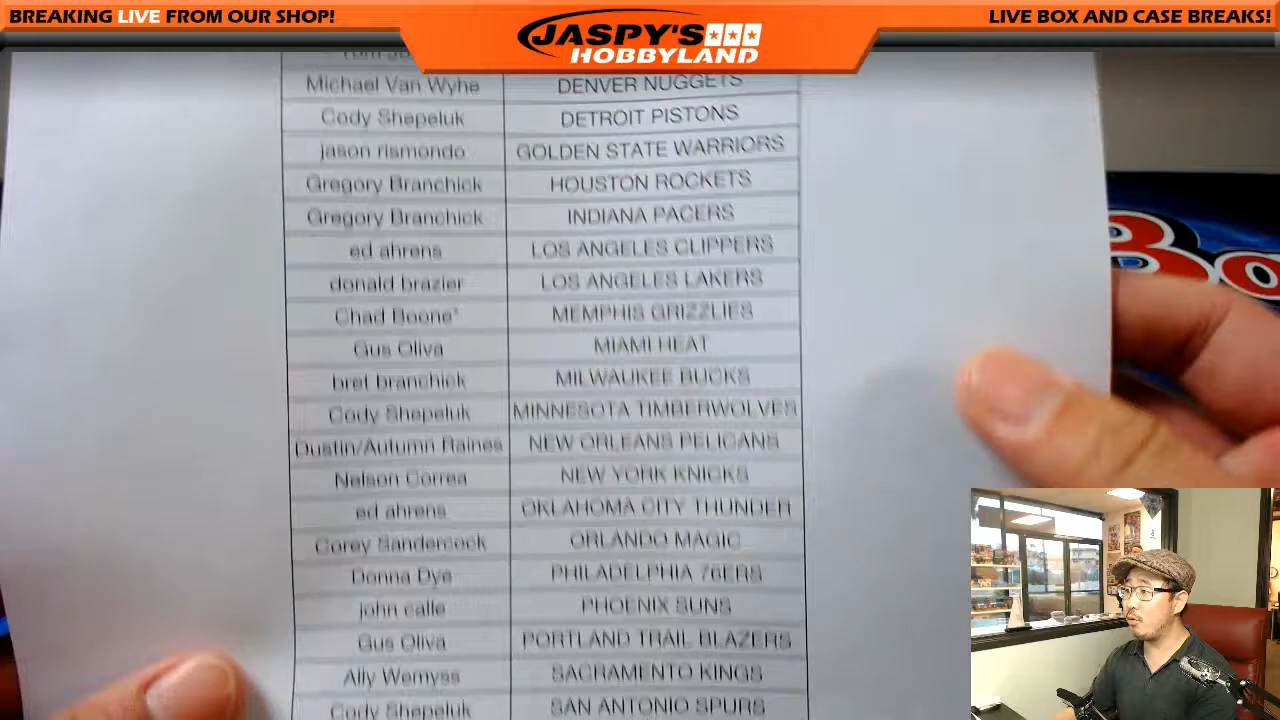 BREAKING LIVE FROM OUR SHOP!
JASPY'S
HOBBYLAND
LIVE BOX AND CASE BREAKS!
Michael Van Wyhe DENVER NUGGETS
Cody Shepeluk DETROIT PISTONS
jason rismondo GOLDEN STATE WARRIORS
Gregory Branchick HOUSTON ROCKETS
Gregory Branchick INDIANA PACERS
ed ahrens LOS ANGELES CLIPPERS
donald brazier LOS ANGELES LAKERS
Chad Boone* MEMPHIS GRIZZLIES
Gus Oliva MIAMI HEAT
bret branchick MILWAUKEE BUCKS
Cody Shepeluk MINNESOTA TIMBERWOLVES
Dustin/Autumn Raines NEW ORLEANS PELICANS
Nelson Correa NEW YORK KNICKS
ed ahrens OKLAHOMA CITY THUNDER
Corey Sandercock ORLANDO MAGIC
Donna Dye PHILADELPHIA 76ERS
john calle PHOENIX SUNS
Gus Oliva PORTLAND TRAIL BLAZERS
Ally Wemyss SACRAMENTO KINGS
Cody Shepeluk SAN ANTONIO SPURS